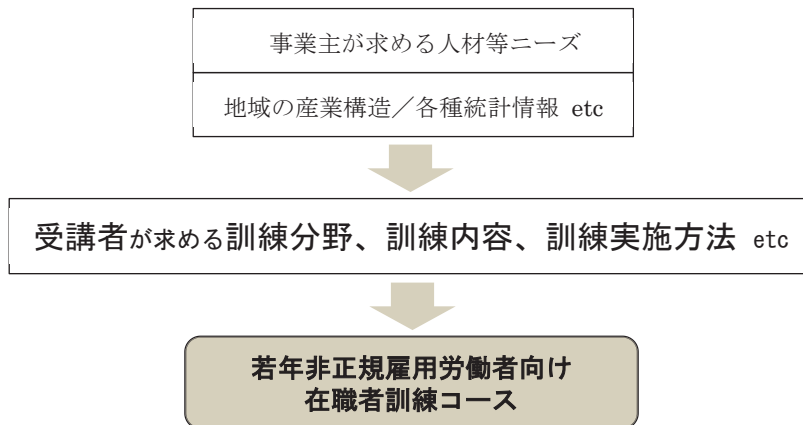 事業主が求める人材等ニーズ
地域の産業構造／各種統計情報 etc
受講者が求める訓練分野、訓練内容、訓練実施方法 etc
若年非正規雇用労働者向け
在職者訓練コース